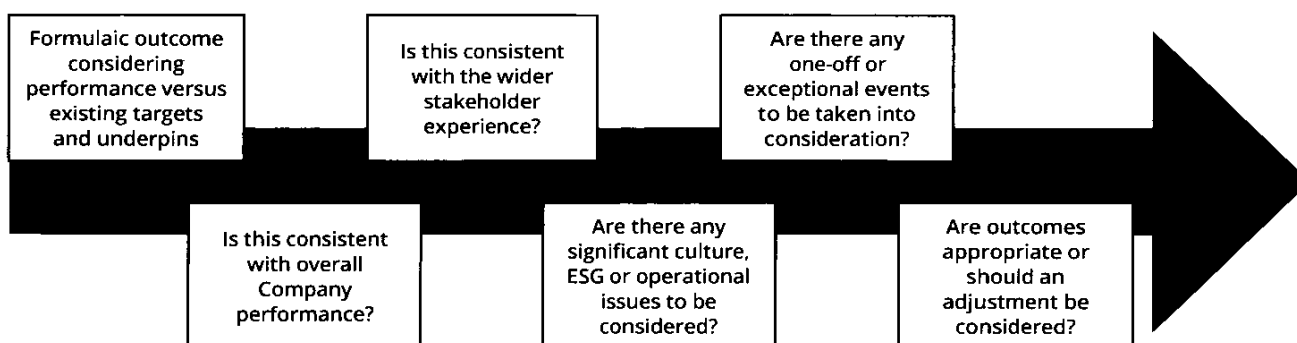 Formulaic outcome
considering
performance versus
existing targets
and underpins
Is this consistent
with overall
Company
performance?
Is this consistent
with the wider
stakeholder
experience?
Are there any
significant culture,
ESG or operational
issues to be
considered?
Are there any
one-off or
exceptional events
to be taken into
consideration?
Are outcomes
appropriate or
should an
adjustment be
considered?